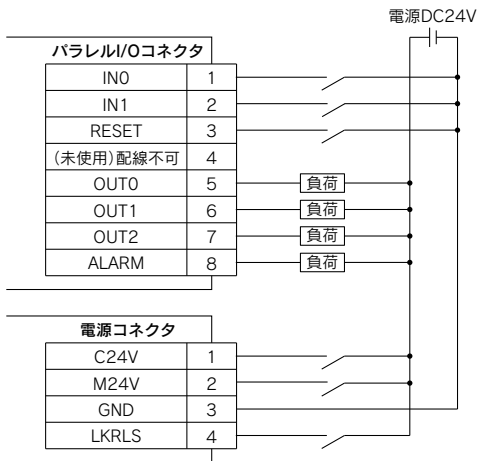 電源DC24V
パラレルI/Oコネクタ
IN0 1
IN1 2
RESET 3
(未使用)配線不可 4
OUT0 5 負荷
OUT1 6 負荷
OUT2 7 負荷
ALARM 8 負荷
電源コネクタ
C24V 1
M24V 2
GND 3
LKRLS 4